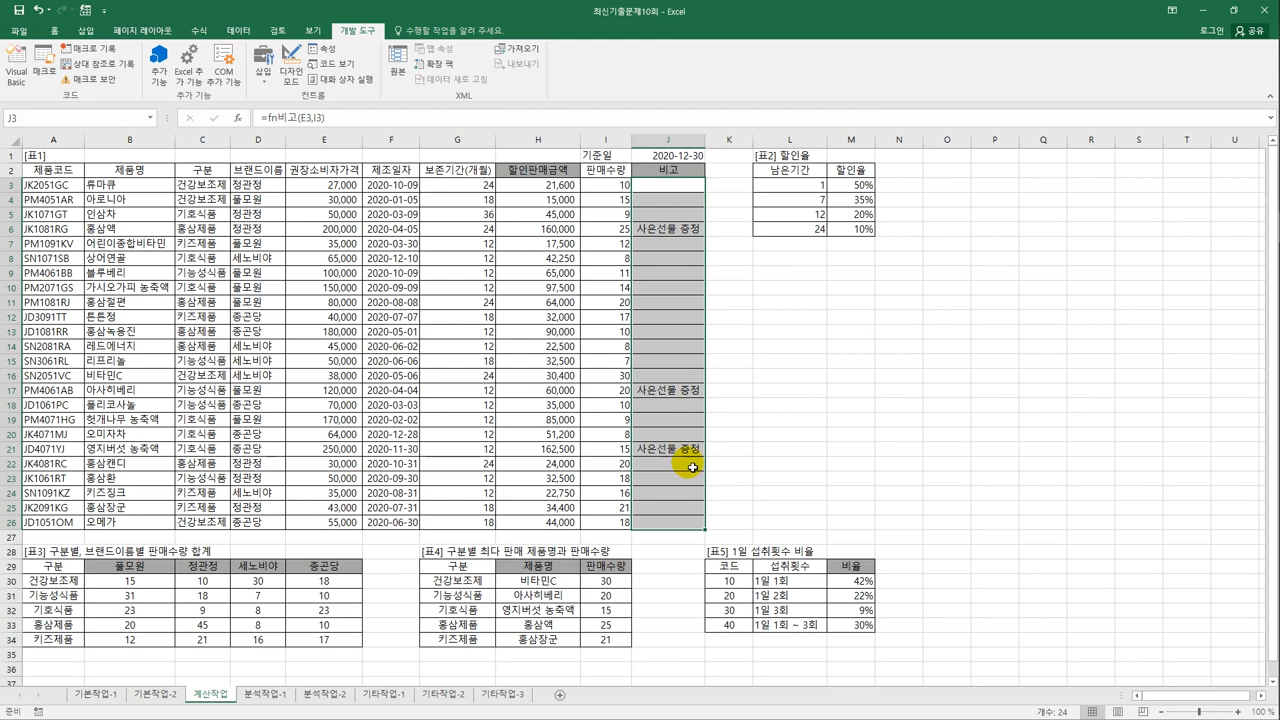 최신기출문제10회 - Excel
파일 홈 삽입 페이지 레이아웃 수식 데이터 검토 보기 개발 도구 수행할 작업을 알려 주세요. 로그인 공유
Visual Basic 매크로 매크로 기록 상대 참조로 기록 매크로 보안 추가 기능 Excel 추가 기능 COM 추가 기능 삽입 디자인 모드 속성 코드 보기 대화 상자 실행 원본 맵 속성 확장 팩 데이터 새로 고침 가져오기 내보내기
코드 추가 기능 컨트롤 XML
J3 fx =fn비고(E3,I3)
A B C D E F G H I J K L M N O P Q R S T U
1 [표1] 기준일 2020-12-30 [표2] 할인율
2 제품코드 제품명 구분 브랜드이름 권장소비자가격 제조일자 보존기간(개월) 할인판매금액 판매수량 비고 남은기간 할인율
3 JK2051GC 류마큐 건강보조제 정관정 27,000 2020-10-09 24 21,600 10 1 50%
4 PM4051AR 아로니아 건강보조제 풀모원 30,000 2020-01-05 18 15,000 15 7 35%
5 JK1071GT 인삼차 기호식품 정관정 50,000 2020-03-09 36 45,000 9 12 20%
6 JK1081RG 홍삼액 홍삼제품 정관정 200,000 2020-04-05 24 160,000 25 사은선물 증정 24 10%
7 PM1091KV 어린이종합비타민 키즈제품 풀모원 35,000 2020-03-30 12 17,500 12
8 SN1071SB 상어연골 기호식품 세노비야 65,000 2020-12-10 12 42,250 8
9 PM4061BB 블루베리 기능성식품 풀모원 100,000 2020-10-09 12 65,000 11
10 PM2071GS 가시오가피 농축액 기호식품 풀모원 150,000 2020-09-09 12 97,500 14
11 PM1081RJ 홍삼절편 홍삼제품 풀모원 80,000 2020-08-08 24 64,000 20
12 JD3091TT 튼튼정 키즈제품 종곤당 40,000 2020-07-07 18 32,000 17
13 JD1081RR 홍삼녹용진 홍삼제품 종곤당 180,000 2020-05-01 12 90,000 10
14 SN2081RA 레드에너지 홍삼제품 세노비야 45,000 2020-06-02 12 22,500 8
15 SN3061RL 리프리놀 기능성식품 세노비야 50,000 2020-06-06 18 32,500 7
16 SN2051VC 비타민C 건강보조제 세노비야 38,000 2020-05-06 24 30,400 30
17 PM4061AB 아사히베리 기능성식품 풀모원 120,000 2020-04-04 12 60,000 20 사은선물 증정
18 JD1061PC 폴리코사놀 기능성식품 종곤당 70,000 2020-03-03 12 35,000 10
19 PM4071HG 헛개나무 농축액 기호식품 풀모원 170,000 2020-02-02 12 85,000 9
20 JK4071MJ 오미자차 기호식품 종곤당 64,000 2020-12-28 12 51,200 8
21 JD4071YJ 영지버섯 농축액 기호식품 종곤당 250,000 2020-11-30 12 162,500 15 사은선물 증정
22 JK4081RC 홍삼캔디 홍삼제품 정관정 30,000 2020-10-31 24 24,000 20
23 JK1061RT 홍삼환 기능성식품 정관정 50,000 2020-09-30 12 32,500 18
24 SN1091KZ 키즈징크 키즈제품 세노비야 35,000 2020-08-31 12 22,750 16
25 JK2091KG 홍삼장군 키즈제품 정관정 43,000 2020-07-31 18 34,400 21
26 JD1051OM 오메가 건강보조제 종곤당 55,000 2020-06-30 18 44,000 18
27
28 [표3] 구분별, 브랜드이름별 판매수량 합계 [표4] 구분별 최다 판매 제품명과 판매수량 [표5] 1일 섭취횟수 비율
29 구분 풀모원 정관정 세노비야 종곤당 구분 제품명 판매수량 코드 섭취횟수 비율
30 건강보조제 15 10 30 18 건강보조제 비타민C 30 10 1일 1회 42%
31 기능성식품 31 18 7 10 기능성식품 아사히베리 20 20 1일 2회 22%
32 기호식품 23 9 8 23 기호식품 영지버섯 농축액 15 30 1일 3회 9%
33 홍삼제품 20 45 8 10 홍삼제품 홍삼액 25 40 1일 1회 ~ 3회 30%
34 키즈제품 12 21 16 17 키즈제품 홍삼장군 21
35
36
37
기본작업-1 기본작업-2 계산작업 분석작업-1 분석작업-2 기타작업-1 기타작업-2 기타작업-3
준비 개수: 24 100 %